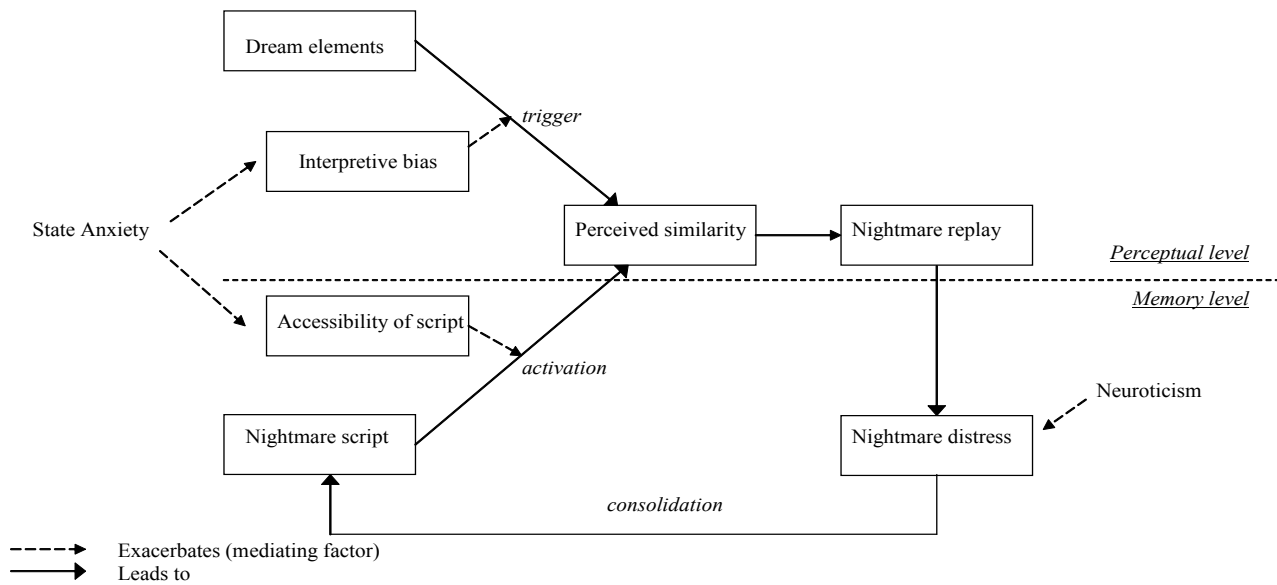 Dream elements
trigger
Interpretive bias
State Anxiety
Perceived similarity
Nightmare replay
Perceptual level
Memory level
Accessibility of script
activation
Neuroticism
Nightmare script
Nightmare distress
consolidation
Exacerbates (mediating factor)
Leads to